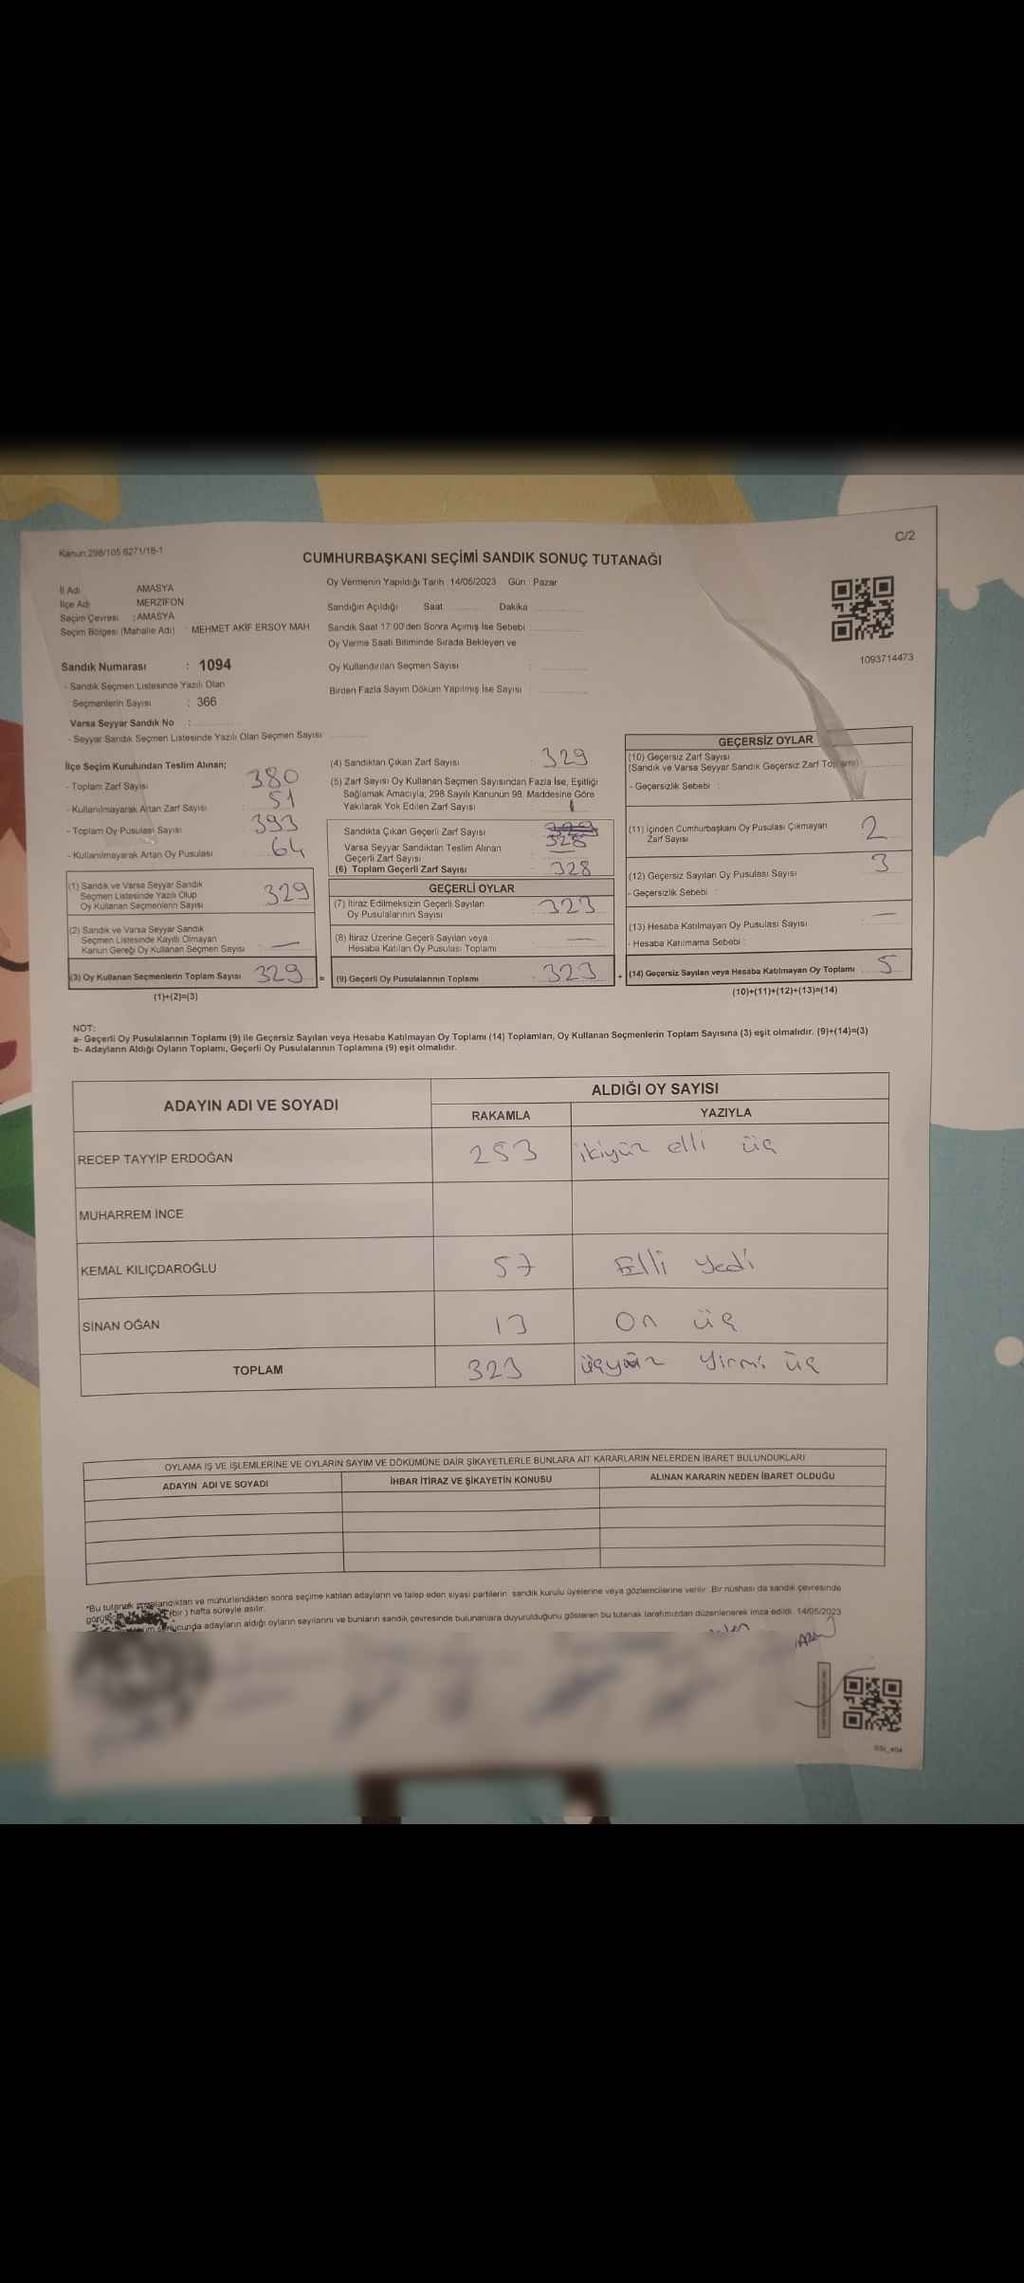 C/2
Kanun:298/105 6271/18-1
CUMHURBAŞKANI SEÇİMİ SANDIK SONUÇ TUTANAĞI
İl Adı AMASYA
İlçe Adı MERZİFON
Seçim Çevresi : AMASYA
Seçim Bölgesi (Mahalle Adı) MEHMET AKİF ERSOY MAH
Sandık Numarası : 1094
- Sandık Seçmen Listesinde Yazılı Olan
Seçmenlerin Sayısı : 366
Varsa Seyyar Sandık No :
- Seyyar Sandık Seçmen Listesinde Yazılı Olan Seçmen Sayısı
Oy Vermenin Yapıldığı Tarih : 14/05/2023 Gün : Pazar
Sandığın Açıldığı Saat Dakika
Sandık Saat 17:00'den Sonra Açımış İse Sebebi
Oy Verme Saati Bitiminde Sırada Bekleyen ve
Oy Kullandırılan Seçmen Sayısı :
Birden Fazla Sayım Döküm Yapılmış İse Sayısı
1093714473
İlçe Seçim Kurulundan Teslim Alınan;
- Toplam Zarf Sayısı 380
- Kullanılmayarak Artan Zarf Sayısı 51
- Toplam Oy Pusulası Sayısı 393
- Kullanılmayarak Artan Oy Pusulası 64
(1) Sandık ve Varsa Seyyar Sandık
Seçmen Listesinde Yazılı Olup
Oy Kullanan Seçmenlerin Sayısı 329
(2) Sandık ve Varsa Seyyar Sandık
Seçmen Listesinde Kayıtlı Olmayan
Kanun Gereği Oy Kullanan Seçmen Sayısı —
(3) Oy Kullanan Seçmenlerin Toplam Sayısı 329 =
(1)+(2)=(3)
(4) Sandıktan Çıkan Zarf Sayısı 329
(5) Zarf Sayısı Oy Kullanan Seçmen Sayısından Fazla İse, Eşitliği
Sağlamak Amacıyla, 298 Sayılı Kanunun 98. Maddesine Göre
Yakılarak Yok Edilen Zarf Sayısı 1
Sandıkta Çıkan Geçerli Zarf Sayısı 328
Varsa Seyyar Sandıktan Teslim Alınan
Geçerli Zarf Sayısı : —
(6) Toplam Geçerli Zarf Sayısı 328
GEÇERLİ OYLAR
(7) İtiraz Edilmeksizin Geçerli Sayılan
Oy Pusulalarının Sayısı 323
(8) İtiraz Üzerine Geçerli Sayılan veya
Hesaba Katılan Oy Pusulası Toplamı —
(9) Geçerli Oy Pusulalarının Toplamı 323 +
GEÇERSİZ OYLAR
(10) Geçersiz Zarf Sayısı
(Sandık ve Varsa Seyyar Sandık Geçersiz Zarf Toplamı)
- Geçersizlik Sebebi :
(11) İçinden Cumhurbaşkanı Oy Pusulası Çıkmayan
Zarf Sayısı 2
(12) Geçersiz Sayılan Oy Pusulası Sayısı 3
- Geçersizlik Sebebi :
(13) Hesaba Katılmayan Oy Pusulası Sayısı —
- Hesaba Katılmama Sebebi :
(14) Geçersiz Sayılan veya Hesaba Katılmayan Oy Toplamı 5
(10)+(11)+(12)+(13)=(14)
NOT:
a- Geçerli Oy Pusulalarının Toplamı (9) ile Geçersiz Sayılan veya Hesaba Katılmayan Oy Toplamı (14) Toplamları, Oy Kullanan Seçmenlerin Toplam Sayısına (3) eşit olmalıdır. (9)+(14)=(3)
b- Adayların Aldığı Oyların Toplamı, Geçerli Oy Pusulalarının Toplamına (9) eşit olmalıdır.
ADAYIN ADI VE SOYADI ALDIĞI OY SAYISI
RAKAMLA YAZIYLA
RECEP TAYYİP ERDOĞAN 253 ikiyüz elli üç
MUHARREM İNCE
KEMAL KILIÇDAROĞLU 57 Elli yedi
SİNAN OĞAN 13 On üç
TOPLAM 323 üçyüz yirmi üç
OYLAMA İŞ VE İŞLEMLERİNE VE OYLARIN SAYIM VE DÖKÜMÜNE DAİR ŞİKAYETLERLE BUNLARA AİT KARARLARIN NELERDEN İBARET BULUNDUKLARI
ADAYIN ADI VE SOYADI İHBAR İTİRAZ VE ŞİKAYETİN KONUSU ALINAN KARARIN NEDEN İBARET OLDUĞU
"Bu tutanak imzalandıktan ve mühürlendikten sonra seçime katılan adayların ve talep eden siyasi partilerin sandık kurulu üyelerine veya gözlemcilerine verilir. Bir nüshası da sandık çevresinde
(bir) hafta süreyle asılır.
sonucunda adayların aldığı oyların sayılarını ve bunların sandık çevresinde bulunanlara duyurulduğunu gösteren bu tutanak tarafımızdan düzenlenerek imza edildi. 14/05/2023